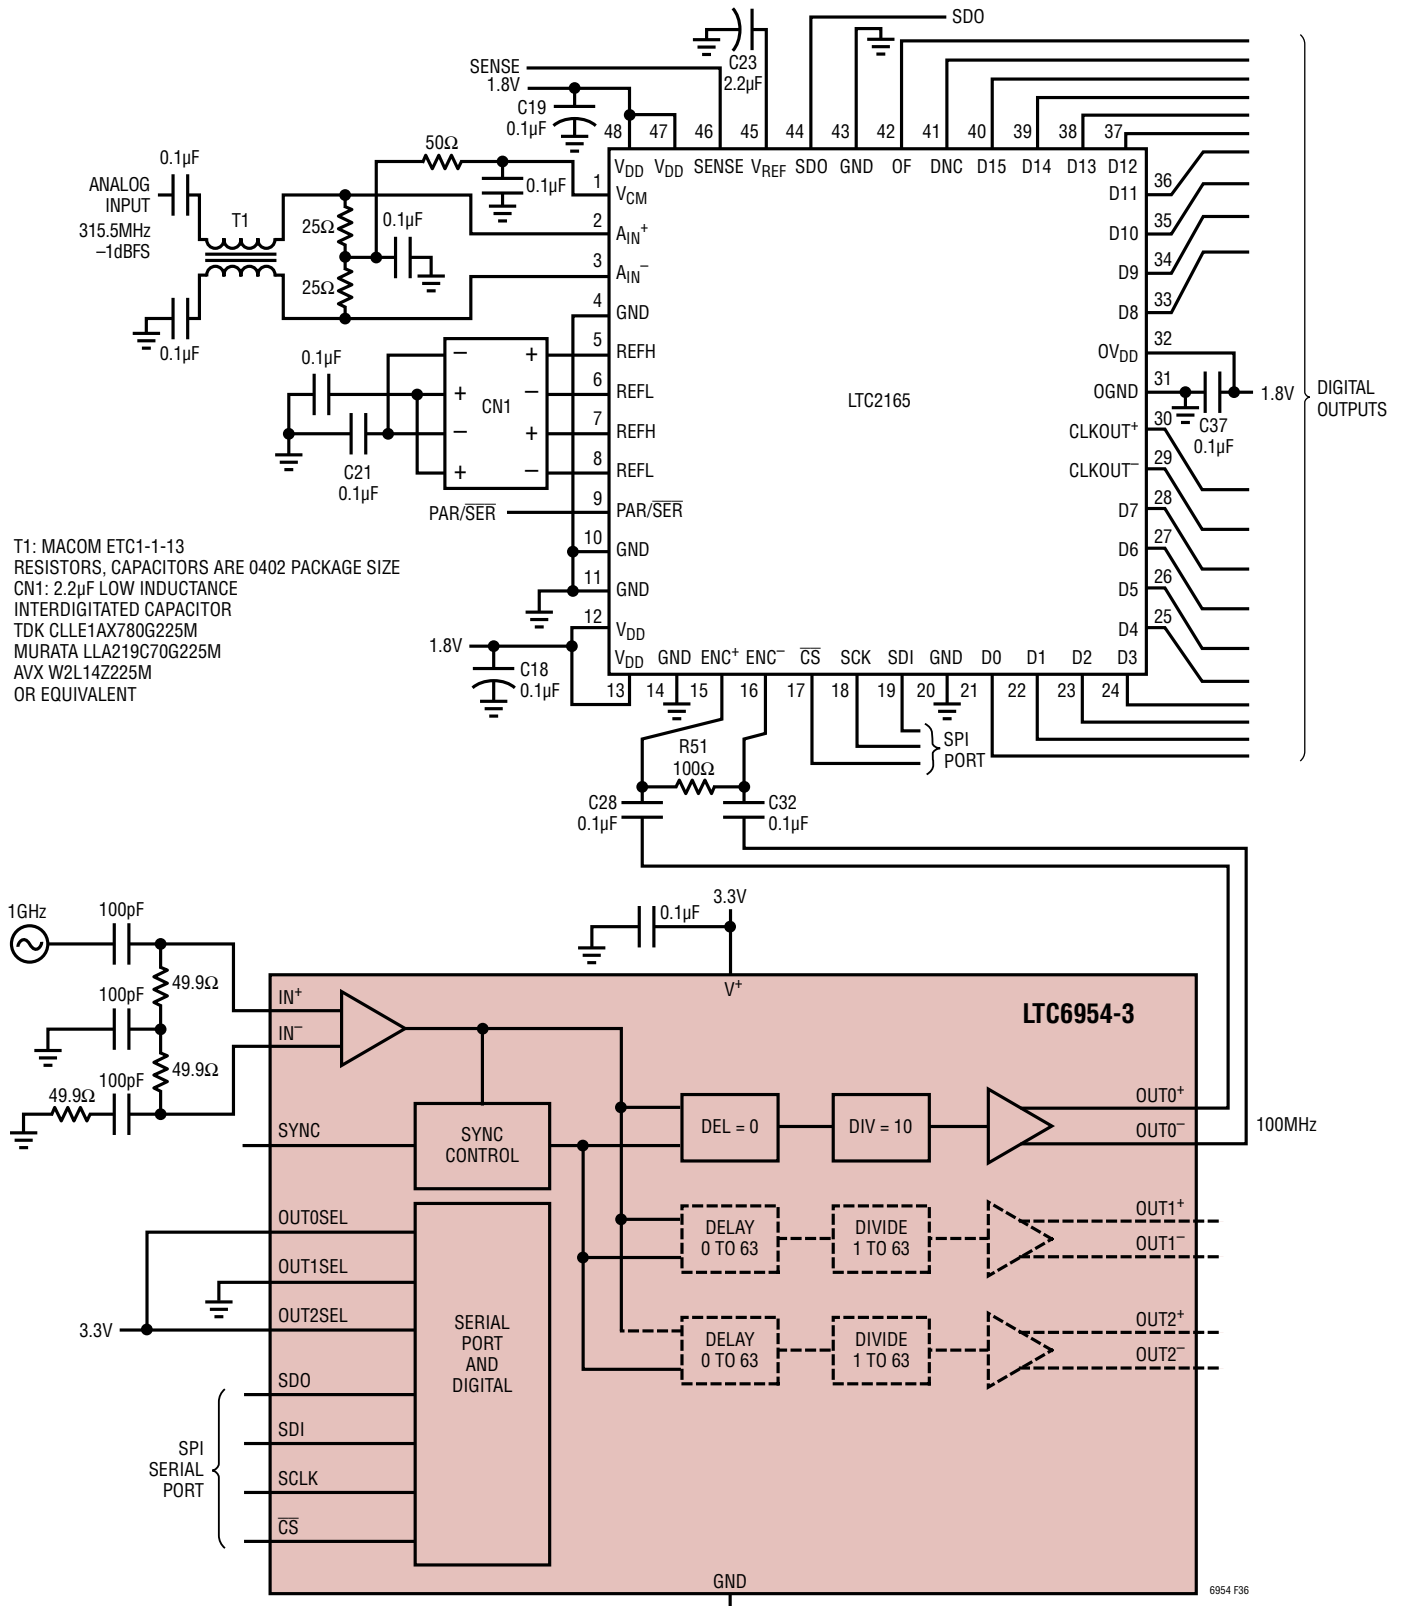 SDO
C23
2.2µF
SENSE
1.8V
C19
0.1µF
48
47
46
45
44
43
42
41
40
39
38
37
VDD
VDD
SENSE
VREF
SDO
GND
OF
DNC
D15
D14
D13
D12
0.1µF
ANALOG
INPUT
315.5MHz
–1dBFS
T1
50Ω
0.1µF
25Ω
0.1µF
25Ω
0.1µF
1
VCM
2
AIN+
3
AIN–
4
GND
5
REFH
6
REFL
7
REFH
8
REFL
9
PAR/SER
10
GND
11
GND
12
VDD
LTC2165
D11
36
D10
35
D9
34
D8
33
OVDD
32
OGND
31
CLKOUT+
30
CLKOUT–
29
D7
28
D6
27
D5
26
D4
25
1.8V
C37
0.1µF
DIGITAL
OUTPUTS
0.1µF
C21
0.1µF
–
+
+
–
CN1
–
+
+
–
PAR/SER
T1: MACOM ETC1-1-13
RESISTORS, CAPACITORS ARE 0402 PACKAGE SIZE
CN1: 2.2µF LOW INDUCTANCE
INTERDIGITATED CAPACITOR
TDK CLLE1AX780G225M
MURATA LLA219C70G225M
AVX W2L14Z225M
OR EQUIVALENT
1.8V
C18
0.1µF
VDD
GND
ENC+
ENC–
CS
SCK
SDI
GND
D0
D1
D2
D3
13
14
15
16
17
18
19
20
21
22
23
24
SPI
PORT
R51
100Ω
C28
0.1µF
C32
0.1µF
3.3V
0.1µF
1GHz
100pF
49.9Ω
100pF
49.9Ω
100pF
49.9Ω
V+
LTC6954-3
IN+
IN–
SYNC
SYNC
CONTROL
DEL = 0
DIV = 10
OUT0+
OUT0–
100MHz
DELAY
0 TO 63
DIVIDE
1 TO 63
OUT1+
OUT1–
DELAY
0 TO 63
DIVIDE
1 TO 63
OUT2+
OUT2–
OUT0SEL
OUT1SEL
OUT2SEL
3.3V
SERIAL
PORT
AND
DIGITAL
SDO
SDI
SCLK
CS
SPI
SERIAL
PORT
GND
6954 F36